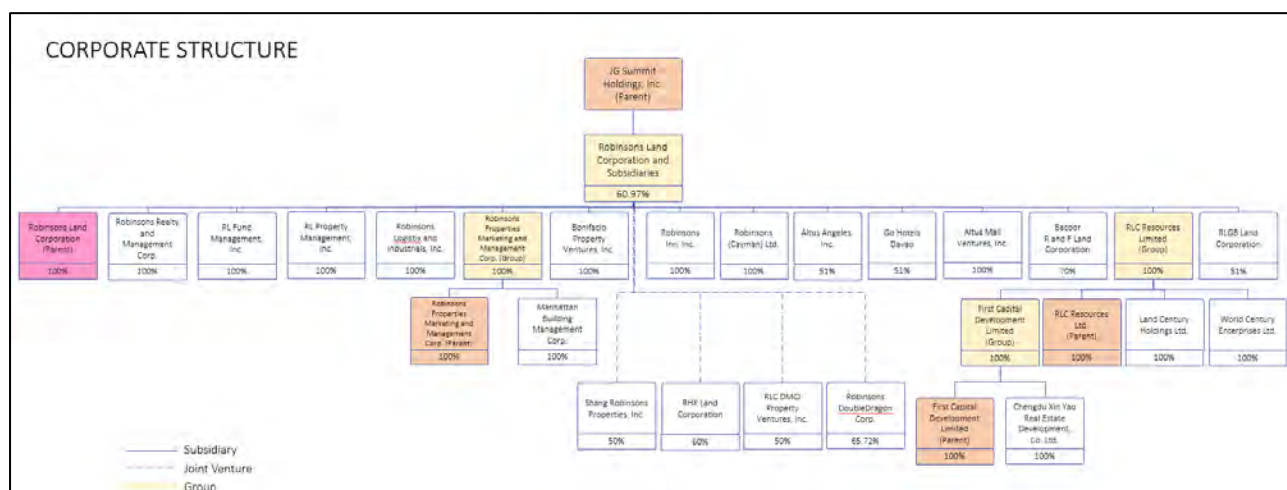 CORPORATE STRUCTURE
JG Summit
Holdings, Inc.
(Parent)
Robinsons Land
Corporation and
Subsidiaries
60.97%
Robinsons Land
Corporation
(Parent)
100%
Robinsons Realty
and
Management
Corp.
100%
RL Fund
Management,
Inc.
100%
RL Property
Management,
Inc.
100%
Robinsons
Logistix and
Industrials, Inc.
100%
Robinsons
Properties
Marketing and
Management
Corp. (Group)
100%
Bonifacio
Property
Ventures, Inc.
100%
Robinsons
Inn, Inc.
100%
Robinsons
(Cayman) Ltd.
100%
Altus Angeles,
Inc.
51%
Go Hotels
Davao
51%
Altus Mall
Ventures, Inc.
100%
Bacoor
R and F Land
Corporation
70%
RLC Resources
Limited
(Group)
100%
RLGB Land
Corporation
51%
Robinsons
Properties
Marketing and
Management
Corp. (Parent)
100%
Manhattan
Building
Management
Corp.
100%
First Capital
Development
Limited
(Group)
100%
RLC Resources
Ltd.
(Parent)
100%
Land Century
Holdings Ltd.
100%
World Century
Enterprises Ltd.
100%
Shang Robinsons
Properties, Inc.
50%
RHK Land
Corporation
60%
RLC DMCI
Property
Ventures, Inc.
50%
Robinsons
DoubleDragon
Corp.
65.72%
First Capital
Development
Limited
(Parent)
100%
Chengdu Xin Yao
Real Estate
Development,
Co. Ltd.
100%
Subsidiary
Joint Venture
Group